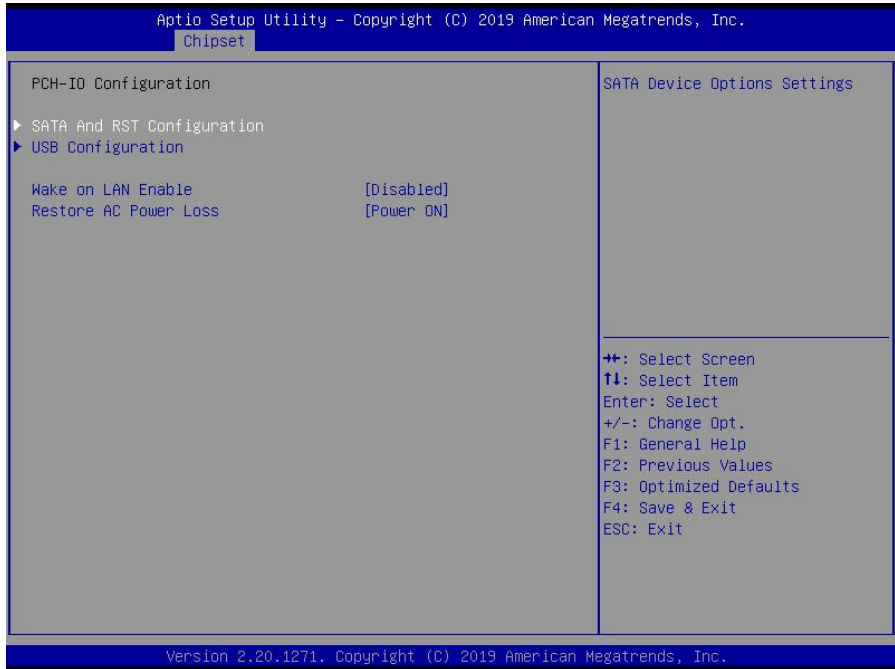 Aptio Setup Utility – Copyright (C) 2019 American Megatrends, Inc.
Chipset
PCH-IO Configuration
SATA And RST Configuration
USB Configuration
Wake on LAN Enable [Disabled]
Restore AC Power Loss [Power ON]
SATA Device Options Settings
→←: Select Screen
↑↓: Select Item
Enter: Select
+/-: Change Opt.
F1: General Help
F2: Previous Values
F3: Optimized Defaults
F4: Save & Exit
ESC: Exit
Version 2.20.1271. Copyright (C) 2019 American Megatrends, Inc.